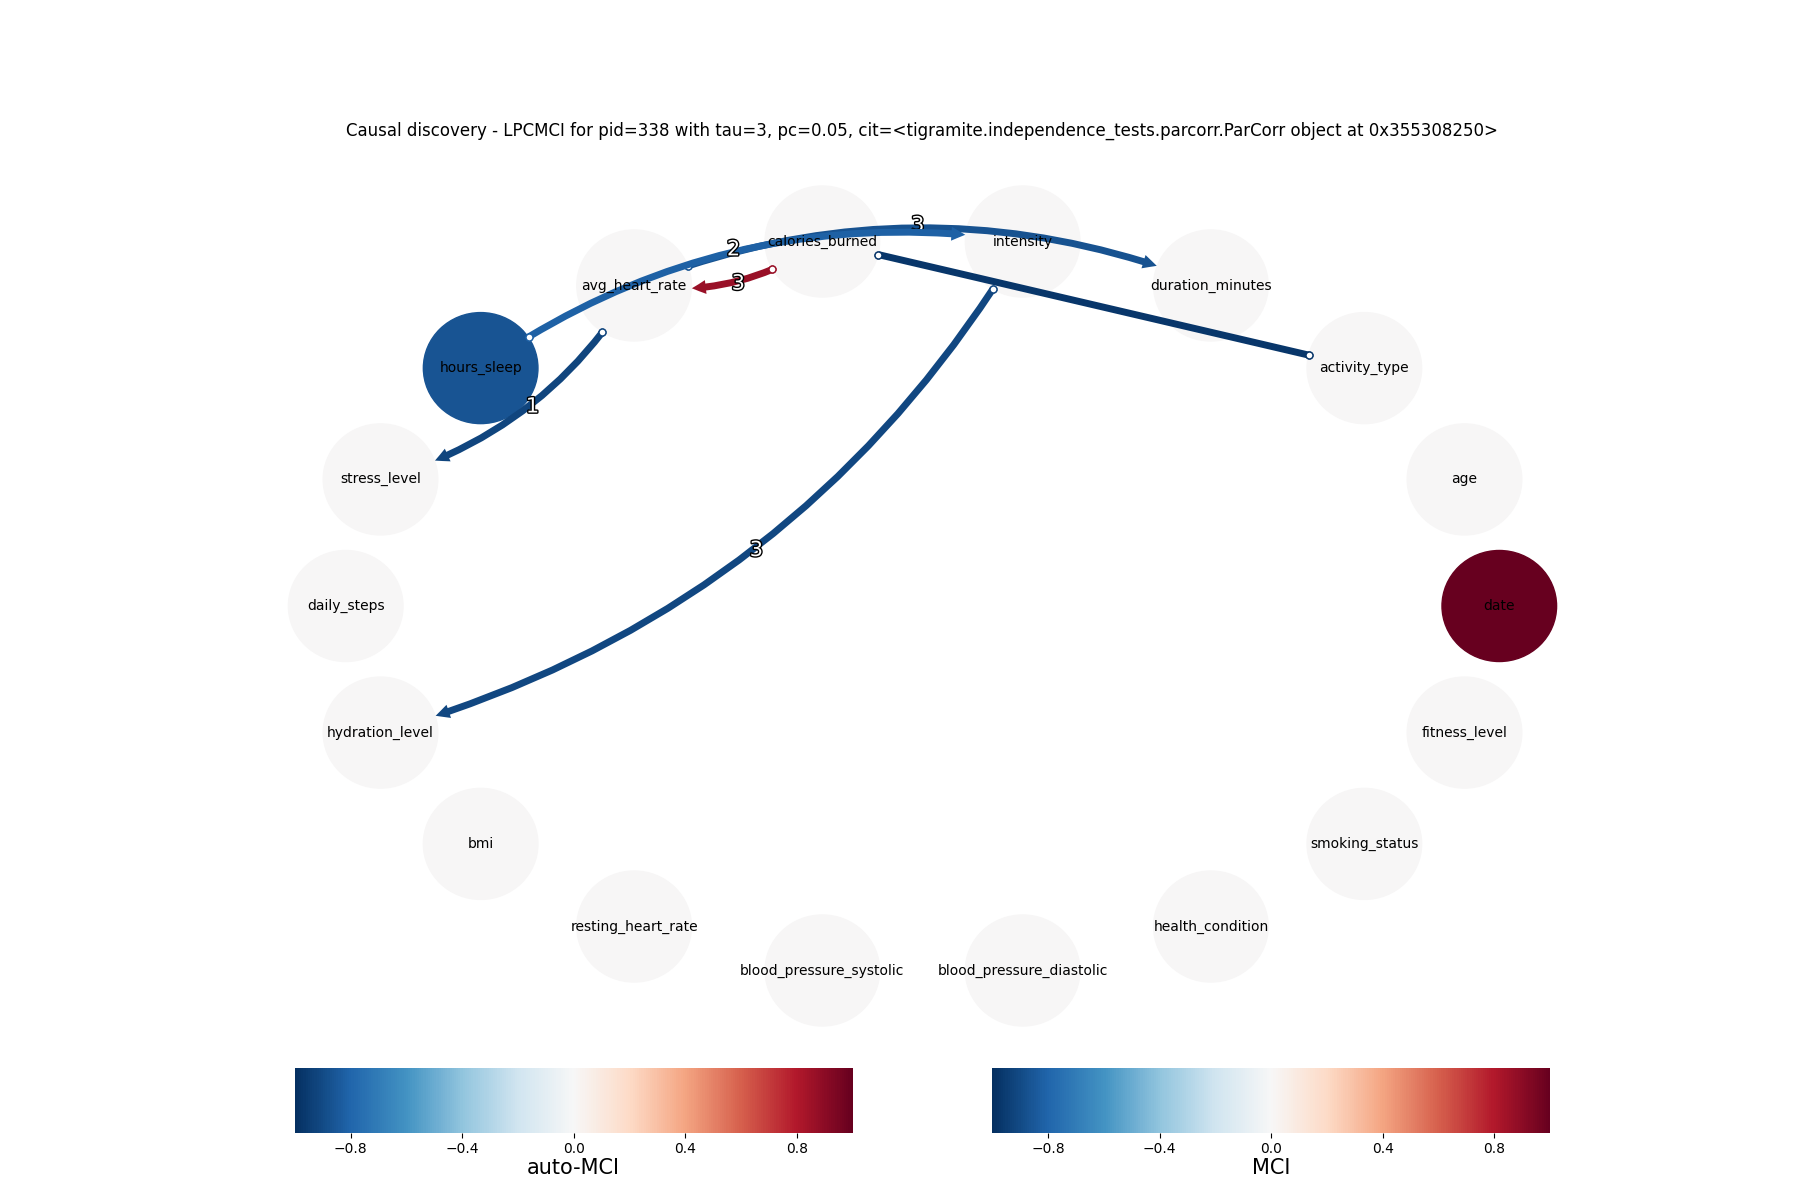 Causal discovery - LPCMCI for pid=338 with tau=3, pc=0.05, cit=<tigramite.independence_tests.parcorr.ParCorr object at 0x355308250>
3
2
calories_burned
intensity
3
avg_heart_rate
duration_minutes
hours_sleep
activity_type
1
stress_level
age
3
daily_steps
date
hydration_level
fitness_level
bmi
smoking_status
resting_heart_rate
health_condition
blood_pressure_systolic
blood_pressure_diastolic
−0.8 −0.4 0.0 0.4 0.8
auto-MCI
−0.8 −0.4 0.0 0.4 0.8
MCI